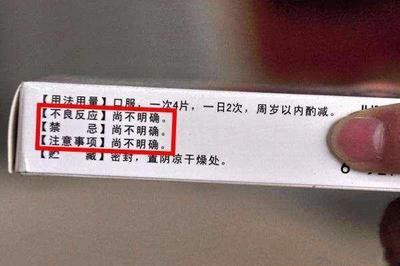 【用法用量】口服，一次4片，一日2次，周岁以内酌减。
【不良反应】尚不明确。
【禁 忌】尚不明确。
【注意事项】尚不明确。
【贮 藏】密封，置阴凉干燥处。